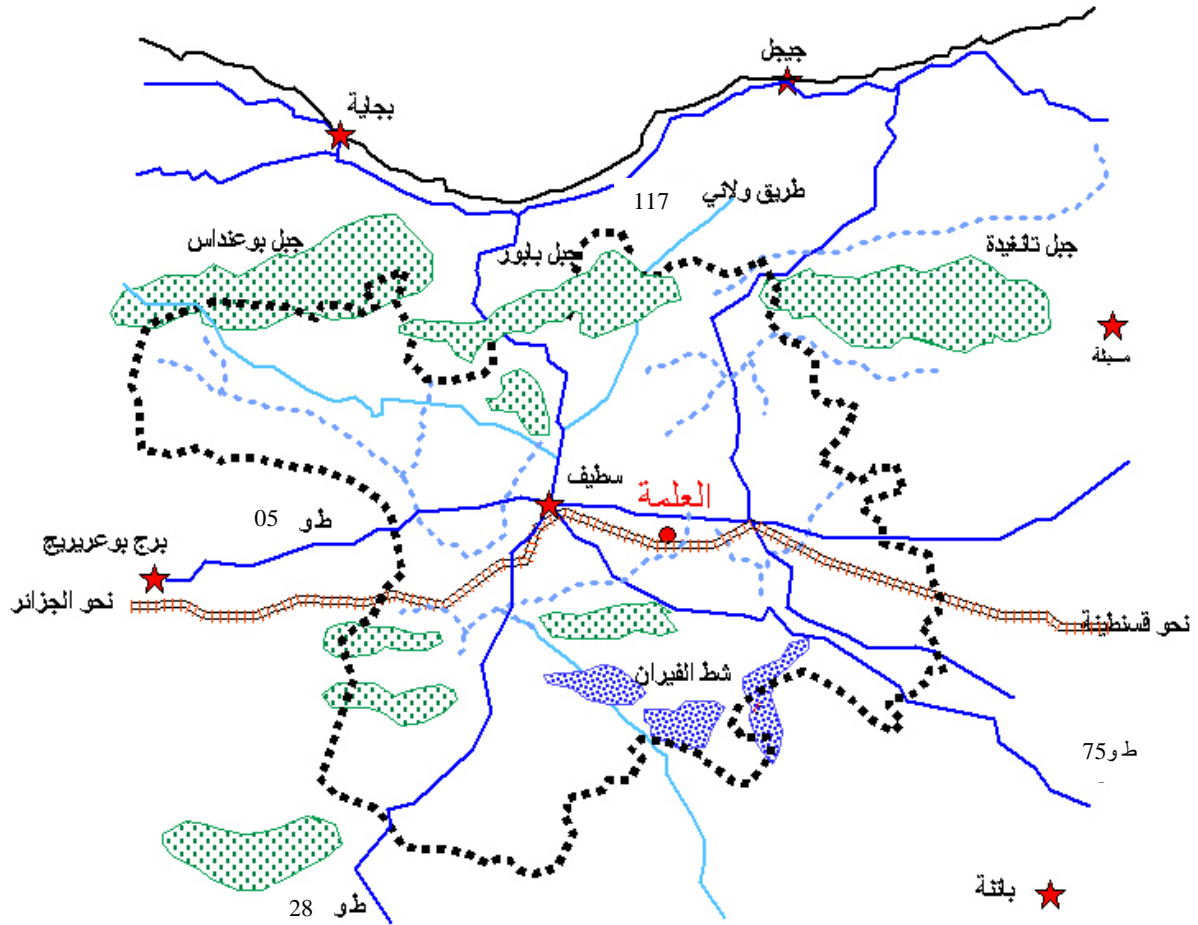 جيجل
بجاية
طريق ولائي 117
جبل بوعنداس
جبل بابور
جبل تانغيدة
ميلة
سطيف
العلمة
ط و 05
برج بوعريريج
نحو الجزائر
نحو قسنطينة
شط الفيران
ط و75
باتنة
ط و 28